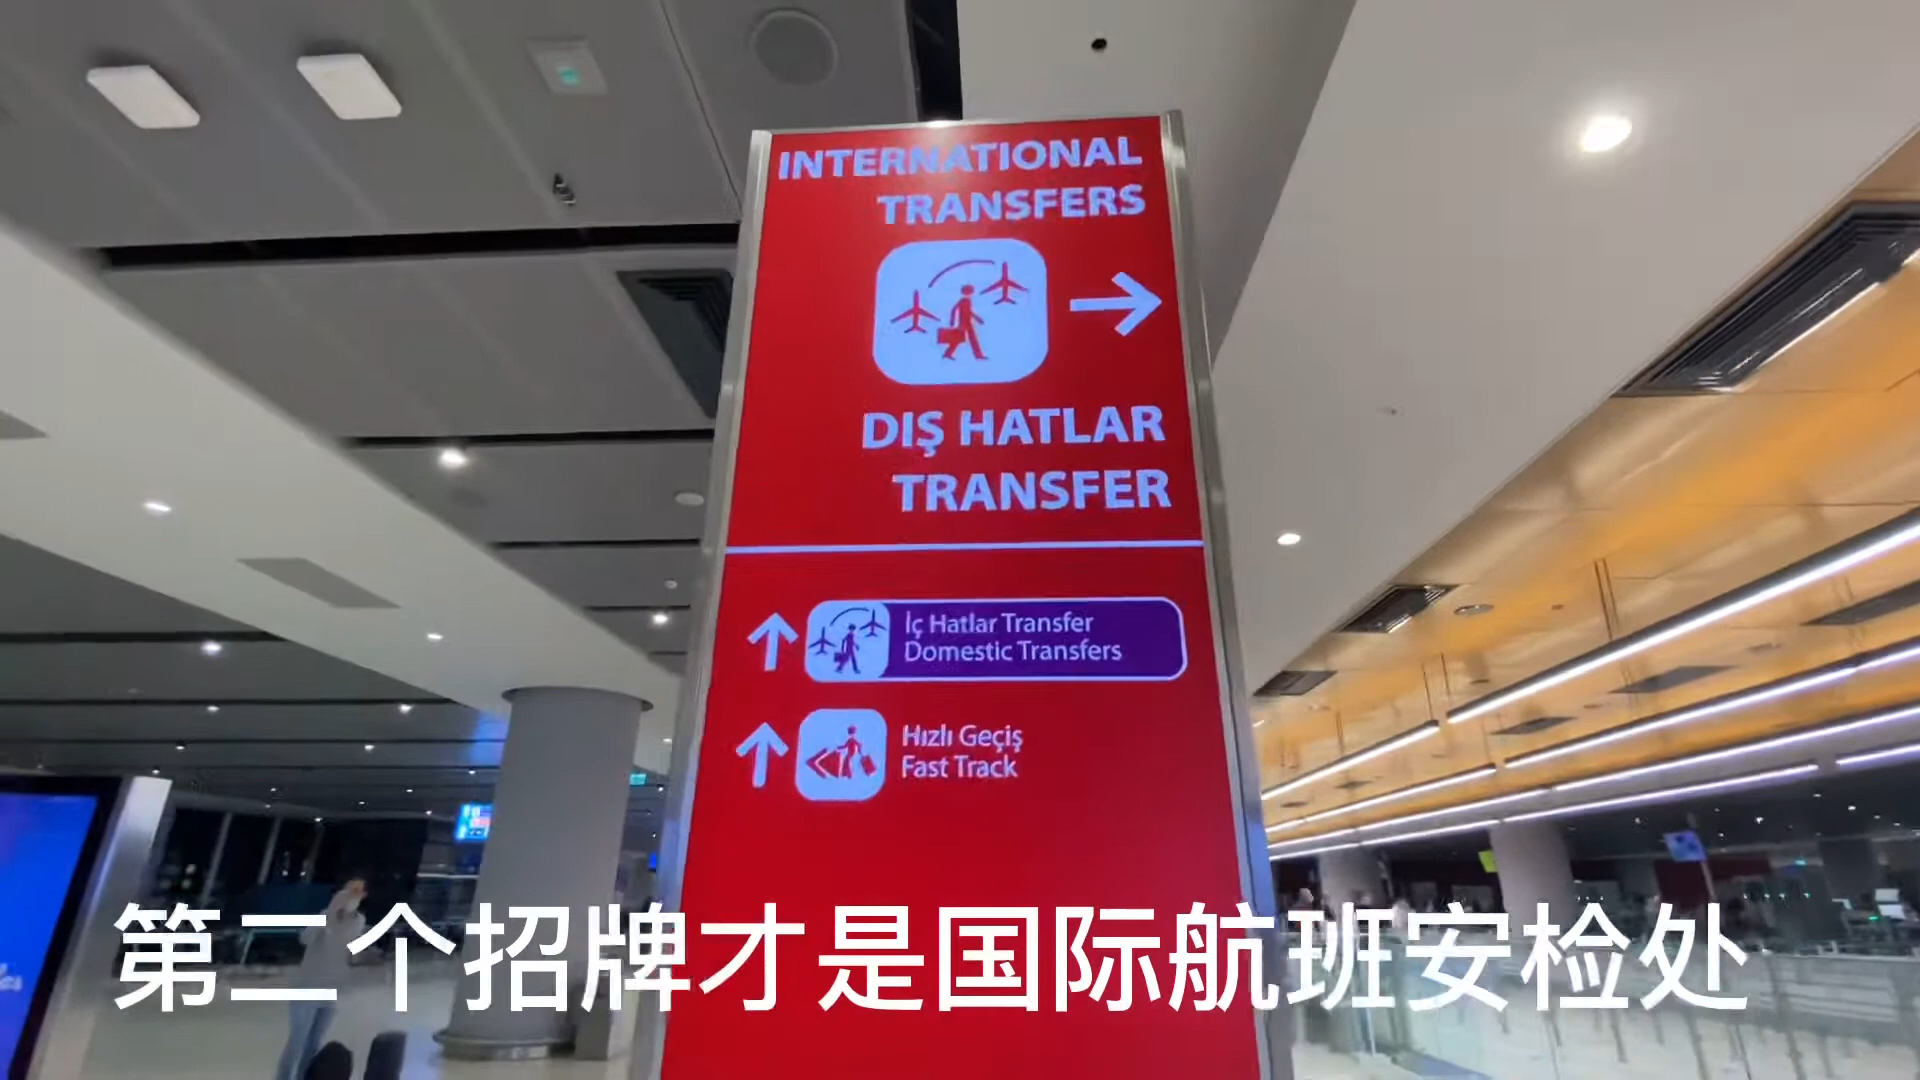 INTERNATIONAL
TRANSFERS
DIŞ HATLAR
TRANSFER
İç Hatlar Transfer
Domestic Transfers
Hızlı Geçiş
Fast Track
第二个招牌才是国际航班安检处